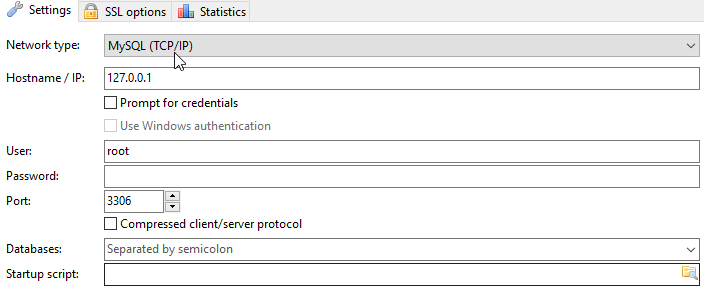 Settings SSL options Statistics
Network type: MySQL (TCP/IP)
Hostname / IP: 127.0.0.1
Prompt for credentials
Use Windows authentication
User: root
Password:
Port: 3306
Compressed client/server protocol
Databases: Separated by semicolon
Startup script: